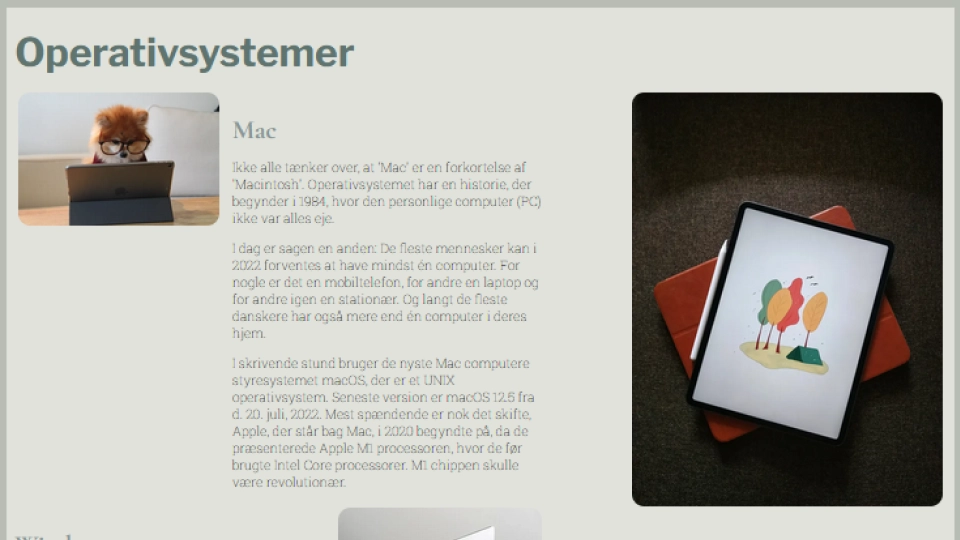 Operativsystemer
Mac
Ikke alle tænker over, at 'Mac' er en forkortelse af
'Macintosh'. Operativsystemet har en historie, der
begynder i 1984, hvor den personlige computer (PC)
ikke var alles eje.
I dag er sagen en anden: De fleste mennesker kan i
2022 forventes at have mindst én computer. For
nogle er det en mobiltelefon, for andre en laptop og
for andre igen en stationær. Og langt de fleste
danskere har også mere end én computer i deres
hjem.
I skrivende stund bruger de nyste Mac computere
styresystemet macOS, der er et UNIX
operativsystem. Seneste version er macOS 12.5 fra
d. 20. juli, 2022. Mest spændende er nok det skifte,
Apple, der står bag Mac, i 2020 begyndte på, da de
præsenterede Apple M1 processoren, hvor de før
brugte Intel Core processorer. M1 chippen skulle
være revolutionær.